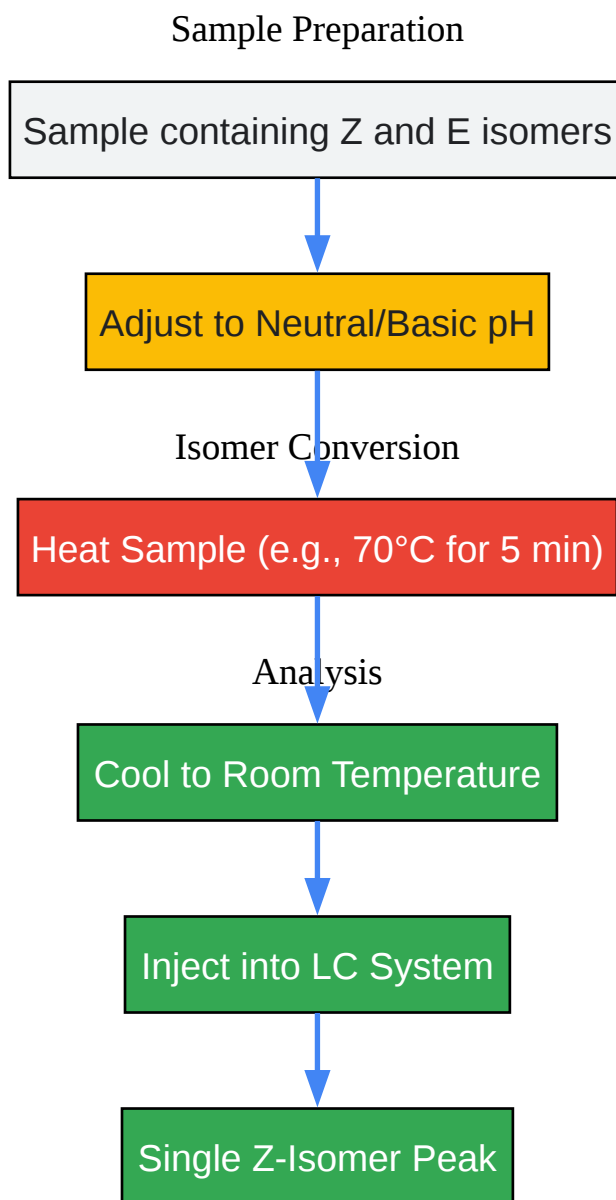 Sample Preparation
Sample containing Z and E isomers
Adjust to Neutral/Basic pH
Isomer Conversion
Heat Sample (e.g., 70°C for 5 min)
Analysis
Cool to Room Temperature
Inject into LC System
Single Z-Isomer Peak